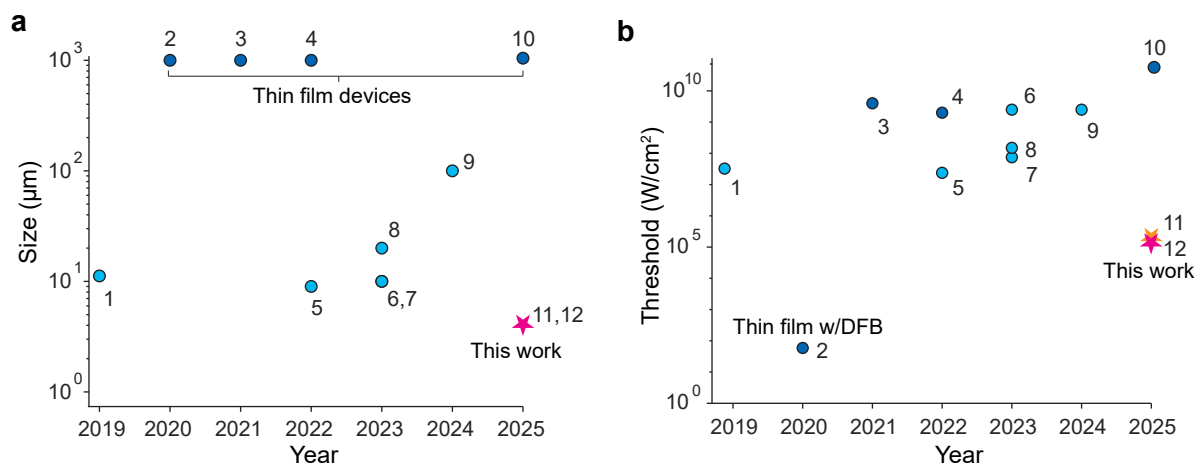 a
2
3
4
10
10³
Thin film devices
9
10²
Size (µm)
8
10¹
1
5
6,7
11,12
This work
10⁰
2019 2020 2021 2022 2023 2024 2025
Year
b
10
10¹⁰
3
4
6
9
8
7
1
5
Threshold (W/cm²)
11
10⁵
12
This work
Thin film w/DFB
2
10⁰
2019 2020 2021 2022 2023 2024 2025
Year